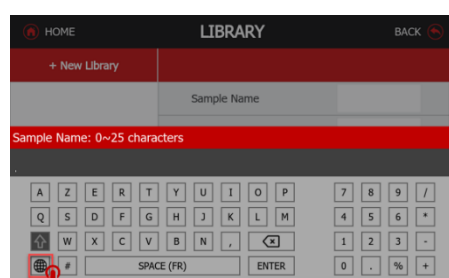 HOME LIBRARY BACK
+ New Library
Sample Name
Sample Name: 0~25 characters
.
A Z E R T Y U I O P 7 8 9 /
Q S D F G H J K L M 4 5 6 *
W X C V B N , 1 2 3 -
# SPACE (FR) ENTER 0 . % +